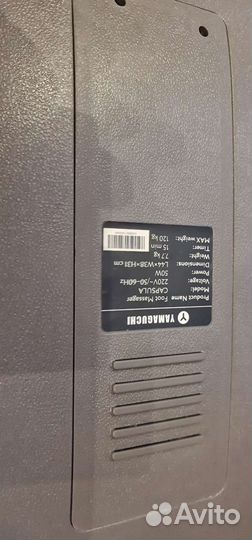 YAMAGUCHI
Product Name Foot Massager
Model: CAPSULA
Voltage: 220V~/50-60Hz
Power: 50W
Dimensions: L44×W38×H31 cm
Weight: 7.7 kg
Timer: 15 min
MAX weight: 120 kg
Avito